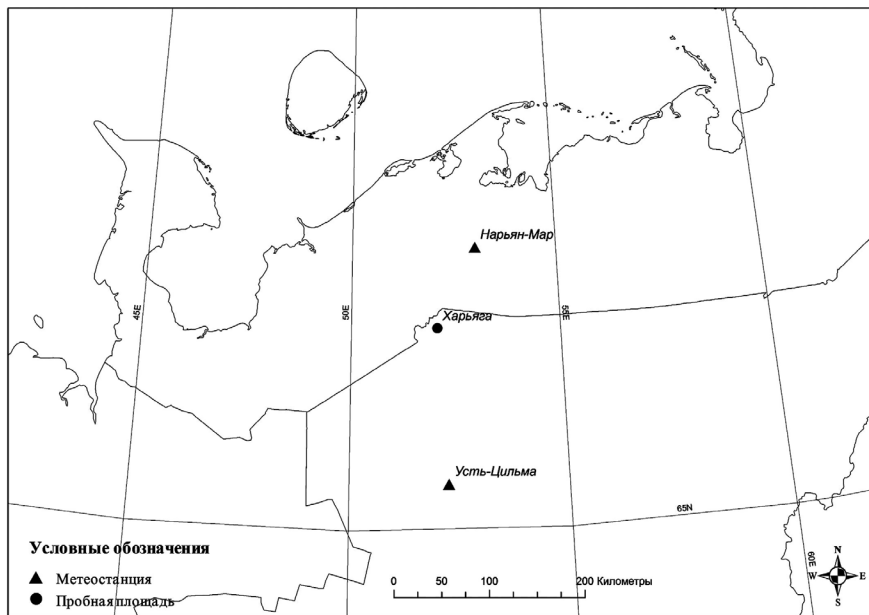 Нарьян-Мар
45E
50E
Харьяга
55E
Усть-Цильма
65N
60E
Условные обозначения
Метеостанция
Пробная площадь
0 50 100 200 Километры
N
W E
S